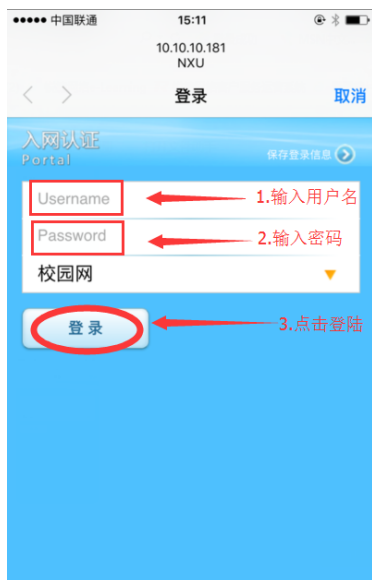 中国联通 15:11
10.10.10.181
NXU
登录 取消
入网认证
Portal
保存登录信息
Username 1.输入用户名
Password 2.输入密码
校园网
登 录 3.点击登陆